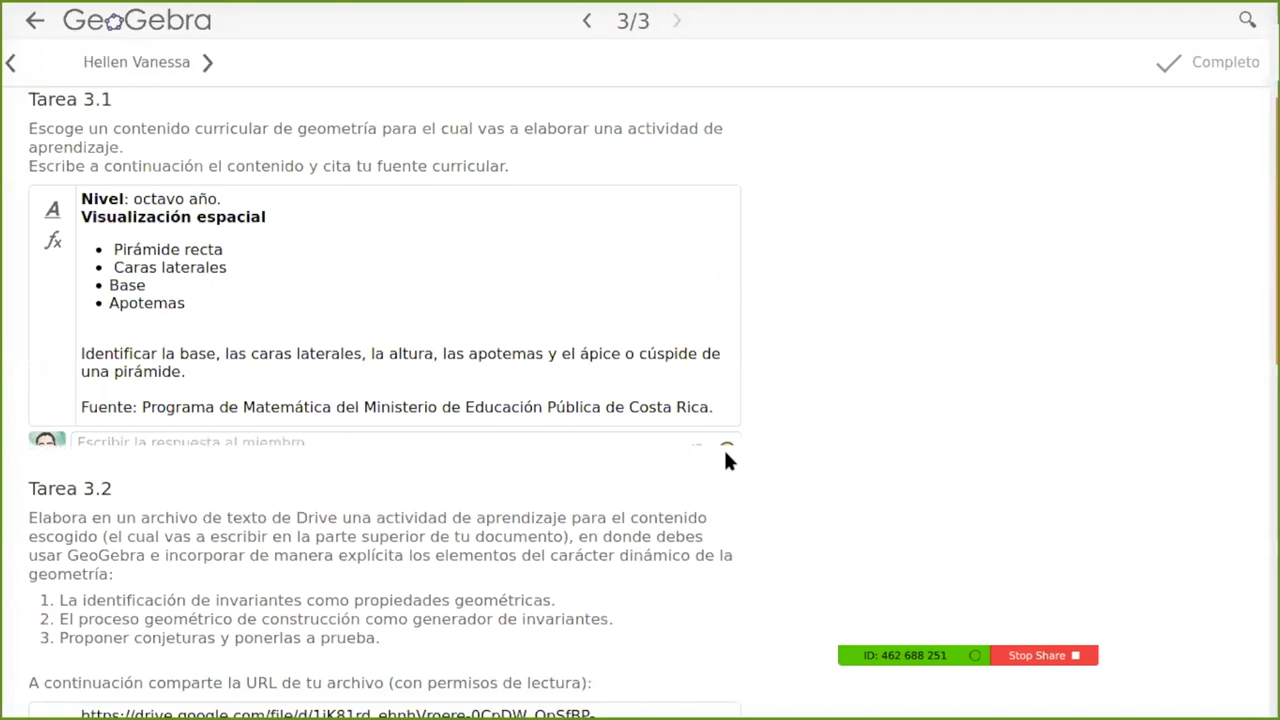 GeoGebra
3/3
Hellen Vanessa
Completo
Tarea 3.1
Escoge un contenido curricular de geometría para el cual vas a elaborar una actividad de
aprendizaje.
Escribe a continuación el contenido y cita tu fuente curricular.
Nivel: octavo año.
Visualización espacial
• Pirámide recta
• Caras laterales
• Base
• Apotemas
Identificar la base, las caras laterales, la altura, las apotemas y el ápice o cúspide de
una pirámide.
Fuente: Programa de Matemática del Ministerio de Educación Pública de Costa Rica.
Escribir la respuesta al miembro
Tarea 3.2
Elabora en un archivo de texto de Drive una actividad de aprendizaje para el contenido
escogido (el cual vas a escribir en la parte superior de tu documento), en donde debes
usar GeoGebra e incorporar de manera explícita los elementos del carácter dinámico de la
geometría:
1. La identificación de invariantes como propiedades geométricas.
2. El proceso geométrico de construcción como generador de invariantes.
3. Proponer conjeturas y ponerlas a prueba.
ID: 462 688 251 Stop Share
A continuación comparte la URL de tu archivo (con permisos de lectura):